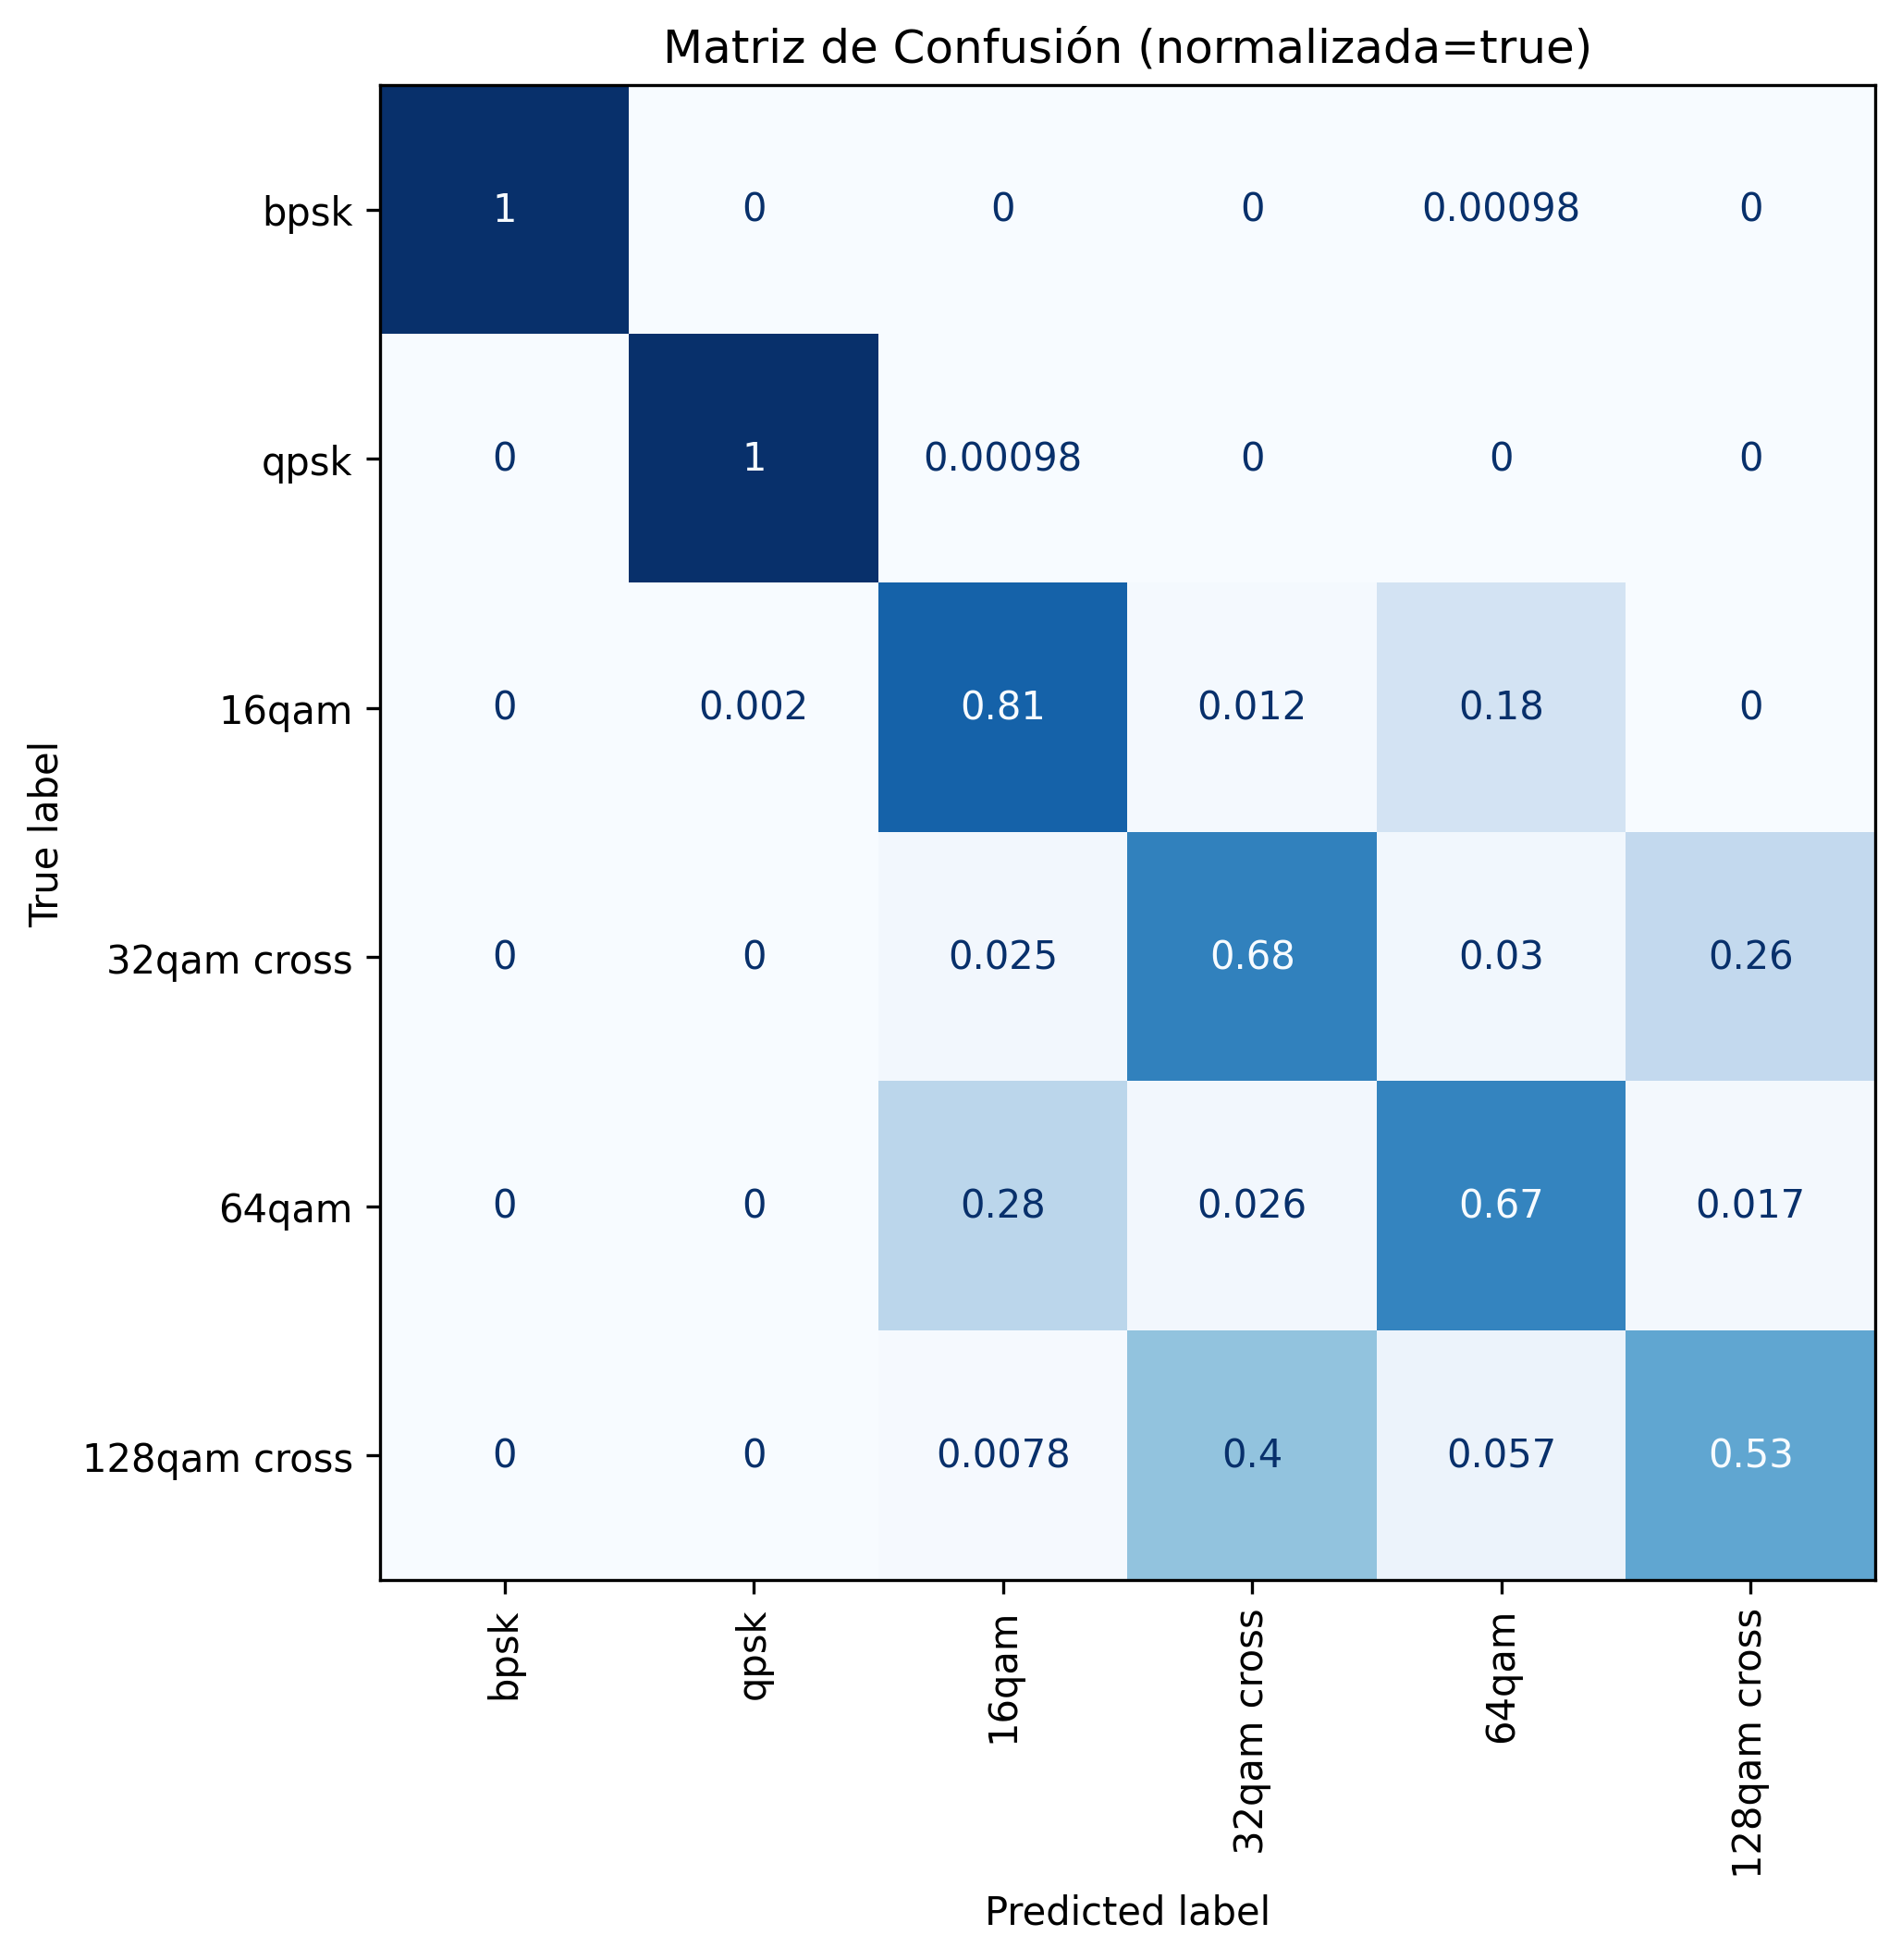 Matriz de Confusión (normalizada=true)
True label
bpsk 1 0 0 0 0.00098 0
qpsk 0 1 0.00098 0 0 0
16qam 0 0.002 0.81 0.012 0.18 0
32qam cross 0 0 0.025 0.68 0.03 0.26
64qam 0 0 0.28 0.026 0.67 0.017
128qam cross 0 0 0.0078 0.4 0.057 0.53
bpsk qpsk 16qam 32qam cross 64qam 128qam cross
Predicted label